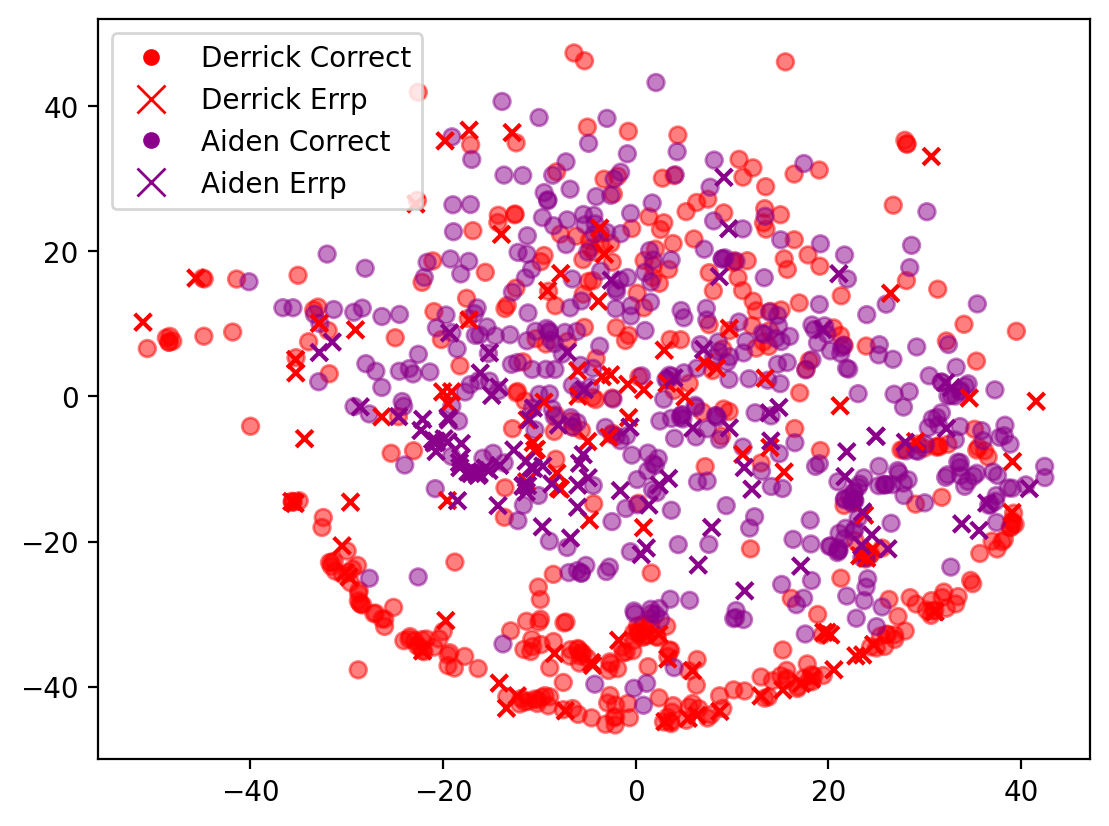 Derrick Correct
Derrick Errp
Aiden Correct
Aiden Errp
40
20
0
−20
−40
−40 −20 0 20 40